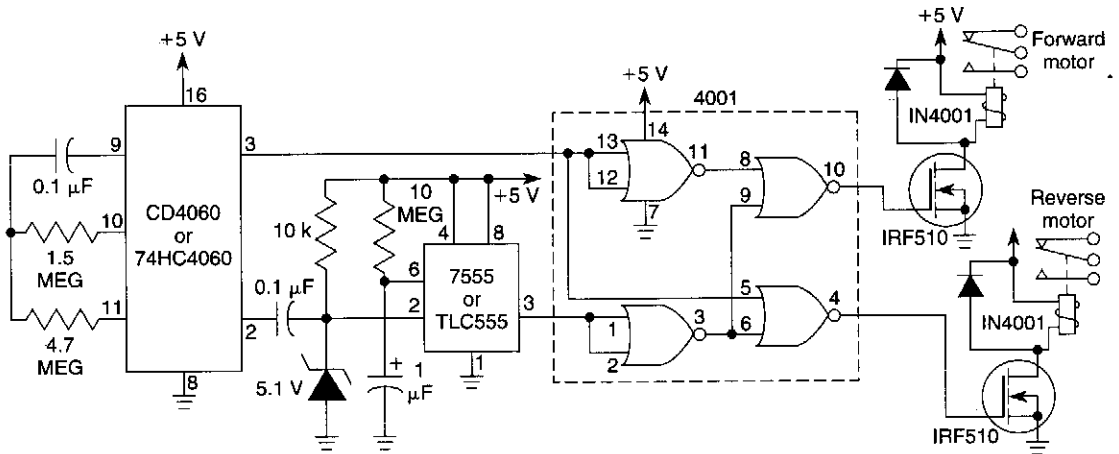 +5 V
16
9
0.1 µF
10
1.5
MEG
11
4.7
MEG
CD4060
or
74HC4060
3
2
8
0.1 µF
10 k
5.1 V
10
MEG
+5 V
4
8
6
2
7555
or
TLC555
3
1
+
1
µF
+5 V
4001
14
13
12
11
7
8
9
10
1
2
3
5
6
4
+5 V
IN4001
IRF510
Forward
motor
Reverse
motor
IN4001
IRF510